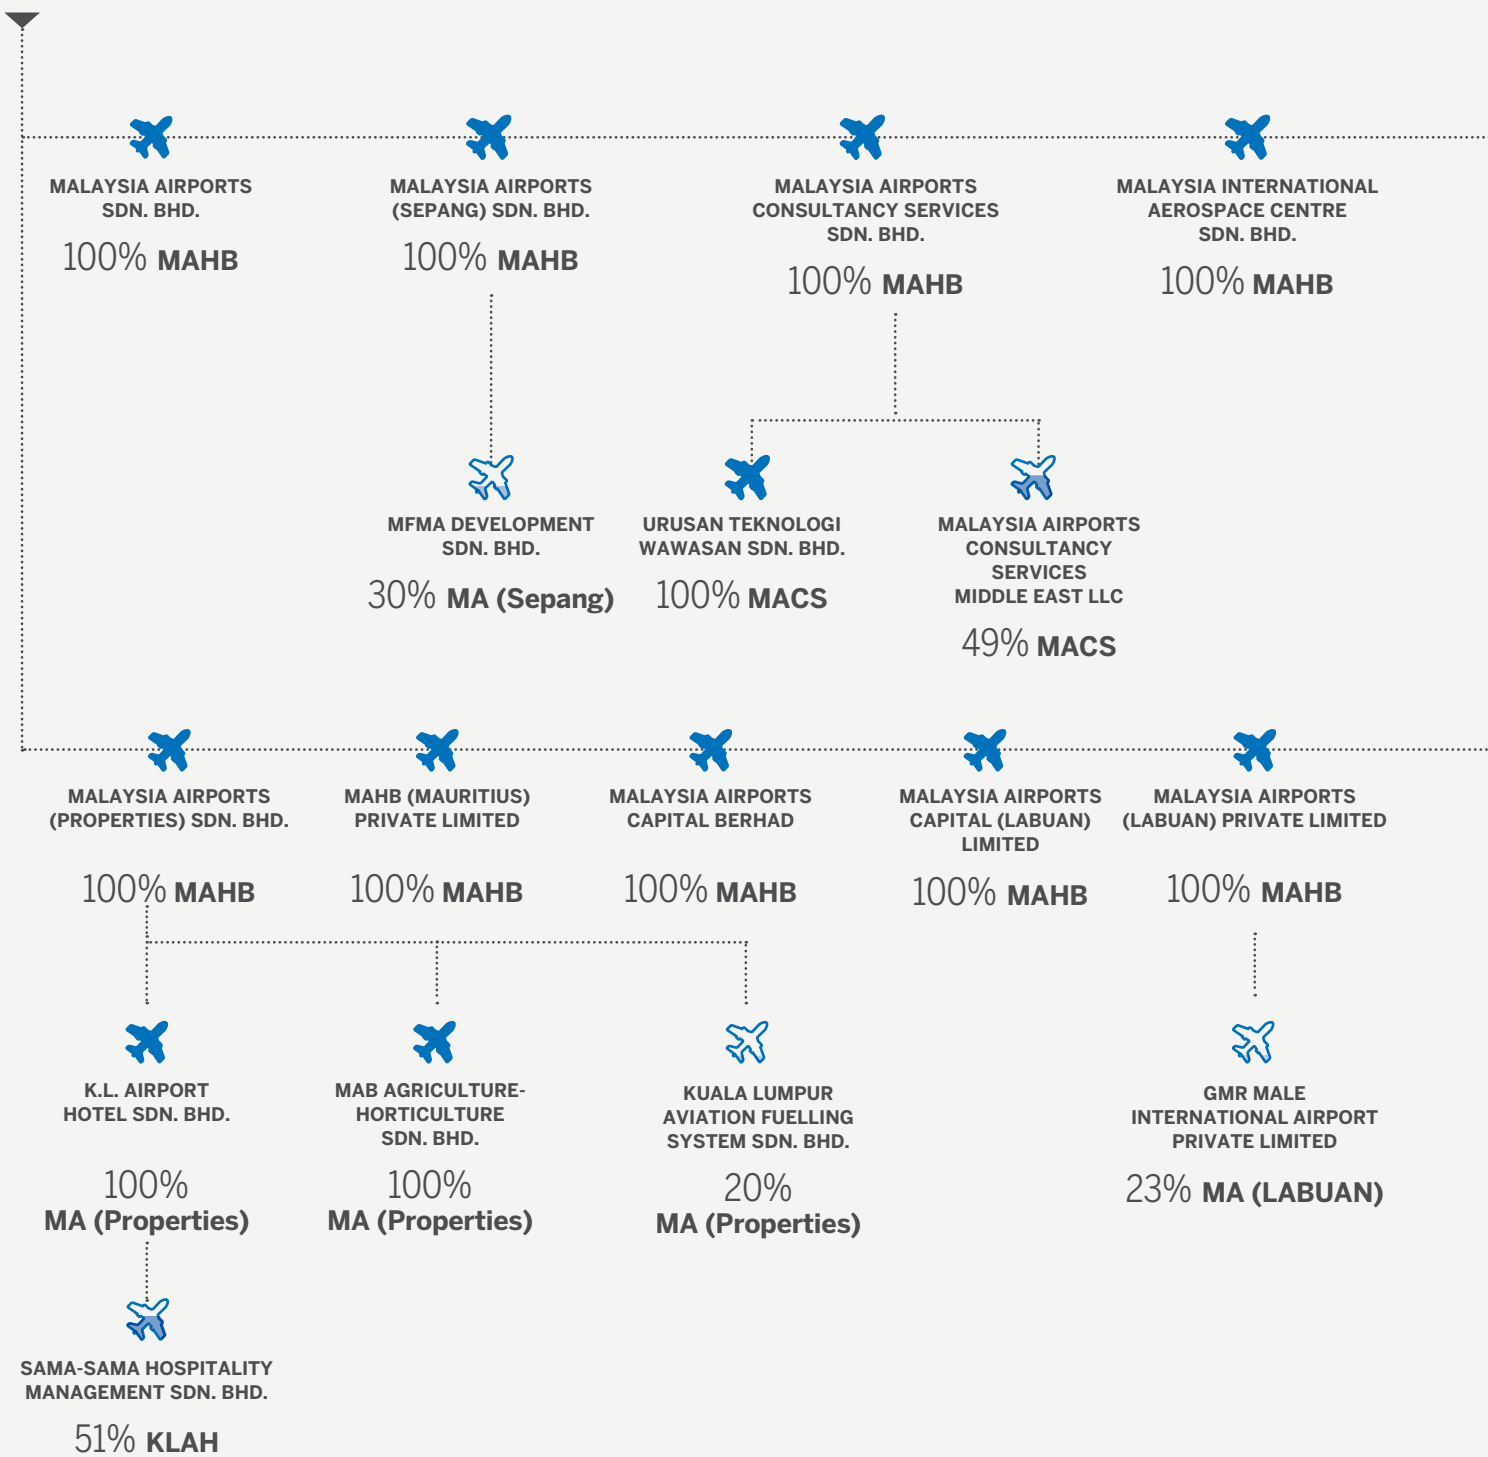 MALAYSIA AIRPORTS
SDN. BHD.
100% MAHB
MALAYSIA AIRPORTS
(SEPANG) SDN. BHD.
100% MAHB
MALAYSIA AIRPORTS
CONSULTANCY SERVICES
SDN. BHD.
100% MAHB
MALAYSIA INTERNATIONAL
AEROSPACE CENTRE
SDN. BHD.
100% MAHB
MFMA DEVELOPMENT
SDN. BHD.
30% MA (Sepang)
URUSAN TEKNOLOGI
WAWASAN SDN. BHD.
100% MACS
MALAYSIA AIRPORTS
CONSULTANCY
SERVICES
MIDDLE EAST LLC
49% MACS
MALAYSIA AIRPORTS
(PROPERTIES) SDN. BHD.
100% MAHB
MAHB (MAURITIUS)
PRIVATE LIMITED
100% MAHB
MALAYSIA AIRPORTS
CAPITAL BERHAD
100% MAHB
MALAYSIA AIRPORTS
CAPITAL (LABUAN)
LIMITED
100% MAHB
MALAYSIA AIRPORTS
(LABUAN) PRIVATE LIMITED
100% MAHB
K.L. AIRPORT
HOTEL SDN. BHD.
100%
MA (Properties)
MAB AGRICULTURE-
HORTICULTURE
SDN. BHD.
100%
MA (Properties)
KUALA LUMPUR
AVIATION FUELLING
SYSTEM SDN. BHD.
20%
MA (Properties)
GMR MALE
INTERNATIONAL AIRPORT
PRIVATE LIMITED
23% MA (LABUAN)
SAMA-SAMA HOSPITALITY
MANAGEMENT SDN. BHD.
51% KLAH